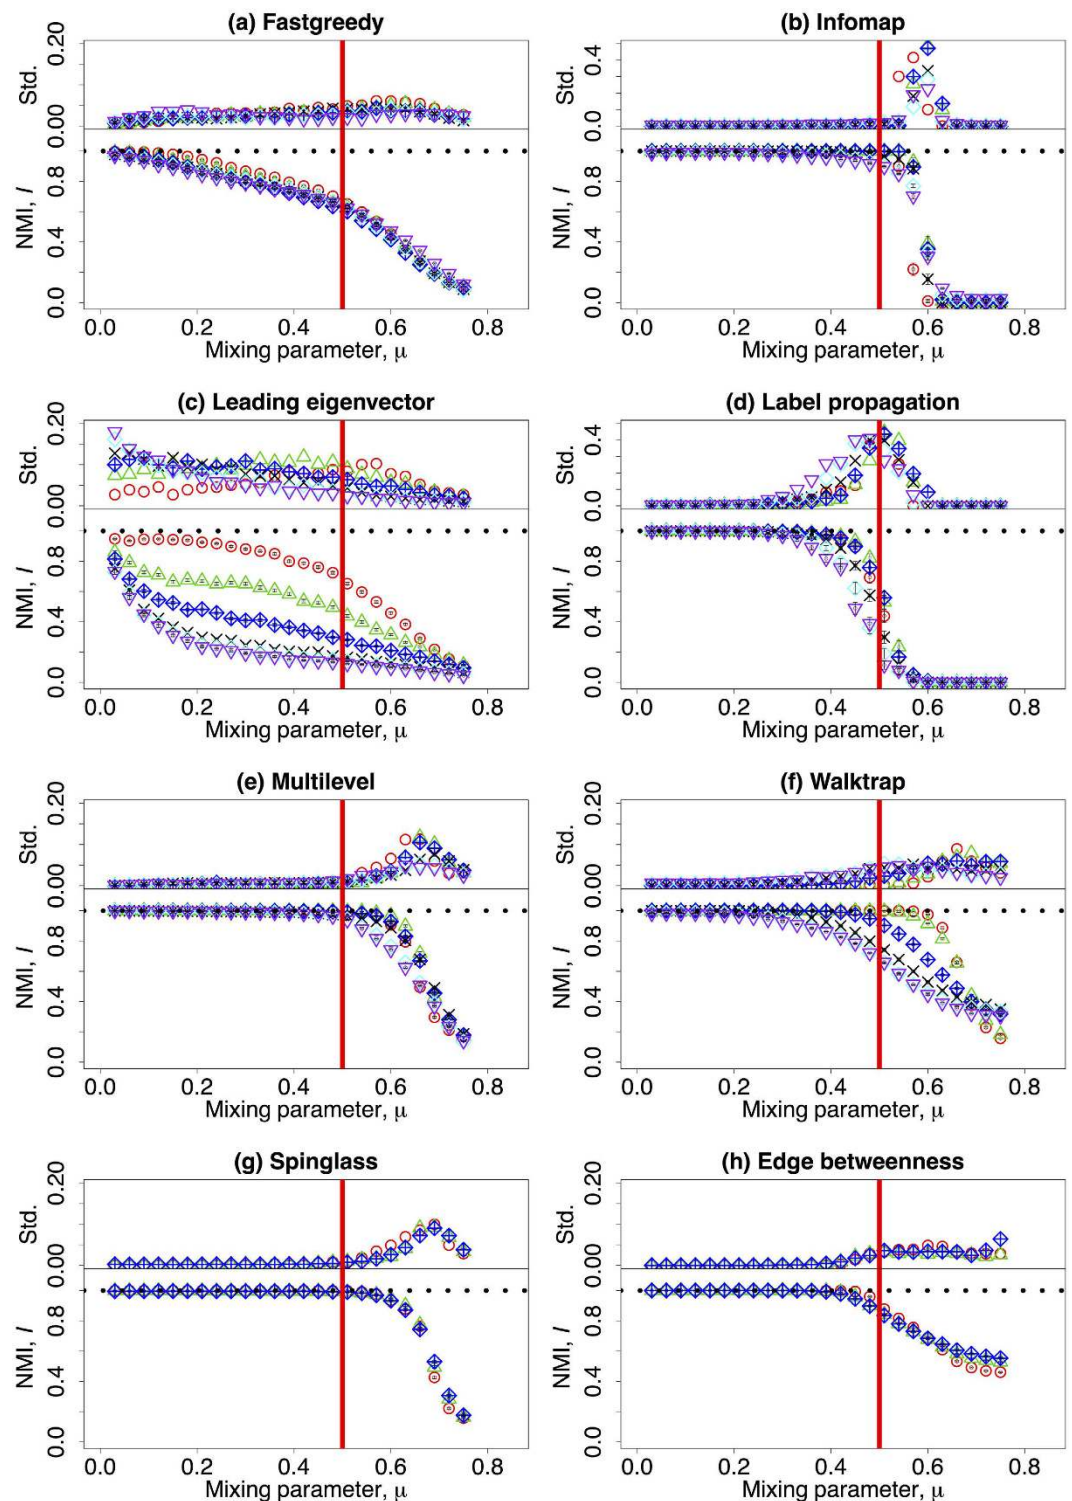 (a) Fastgreedy
Std.
0.00 0.20
NMI, I
0.0 0.4 0.8
0.0 0.2 0.4 0.6 0.8
Mixing parameter, μ
(b) Infomap
Std.
0.0 0.4
NMI, I
0.0 0.4 0.8
0.0 0.2 0.4 0.6 0.8
Mixing parameter, μ
(c) Leading eigenvector
Std.
0.00 0.20
NMI, I
0.0 0.4 0.8
0.0 0.2 0.4 0.6 0.8
Mixing parameter, μ
(d) Label propagation
Std.
0.0 0.4
NMI, I
0.0 0.4 0.8
0.0 0.2 0.4 0.6 0.8
Mixing parameter, μ
(e) Multilevel
Std.
0.00 0.20
NMI, I
0.0 0.4 0.8
0.0 0.2 0.4 0.6 0.8
Mixing parameter, μ
(f) Walktrap
Std.
0.00 0.20
NMI, I
0.0 0.4 0.8
0.0 0.2 0.4 0.6 0.8
Mixing parameter, μ
(g) Spinglass
Std.
0.00 0.20
NMI, I
0.0 0.4 0.8
0.0 0.2 0.4 0.6 0.8
Mixing parameter, μ
(h) Edge betweenness
Std.
0.00 0.20
NMI, I
0.0 0.4 0.8
0.0 0.2 0.4 0.6 0.8
Mixing parameter, μ